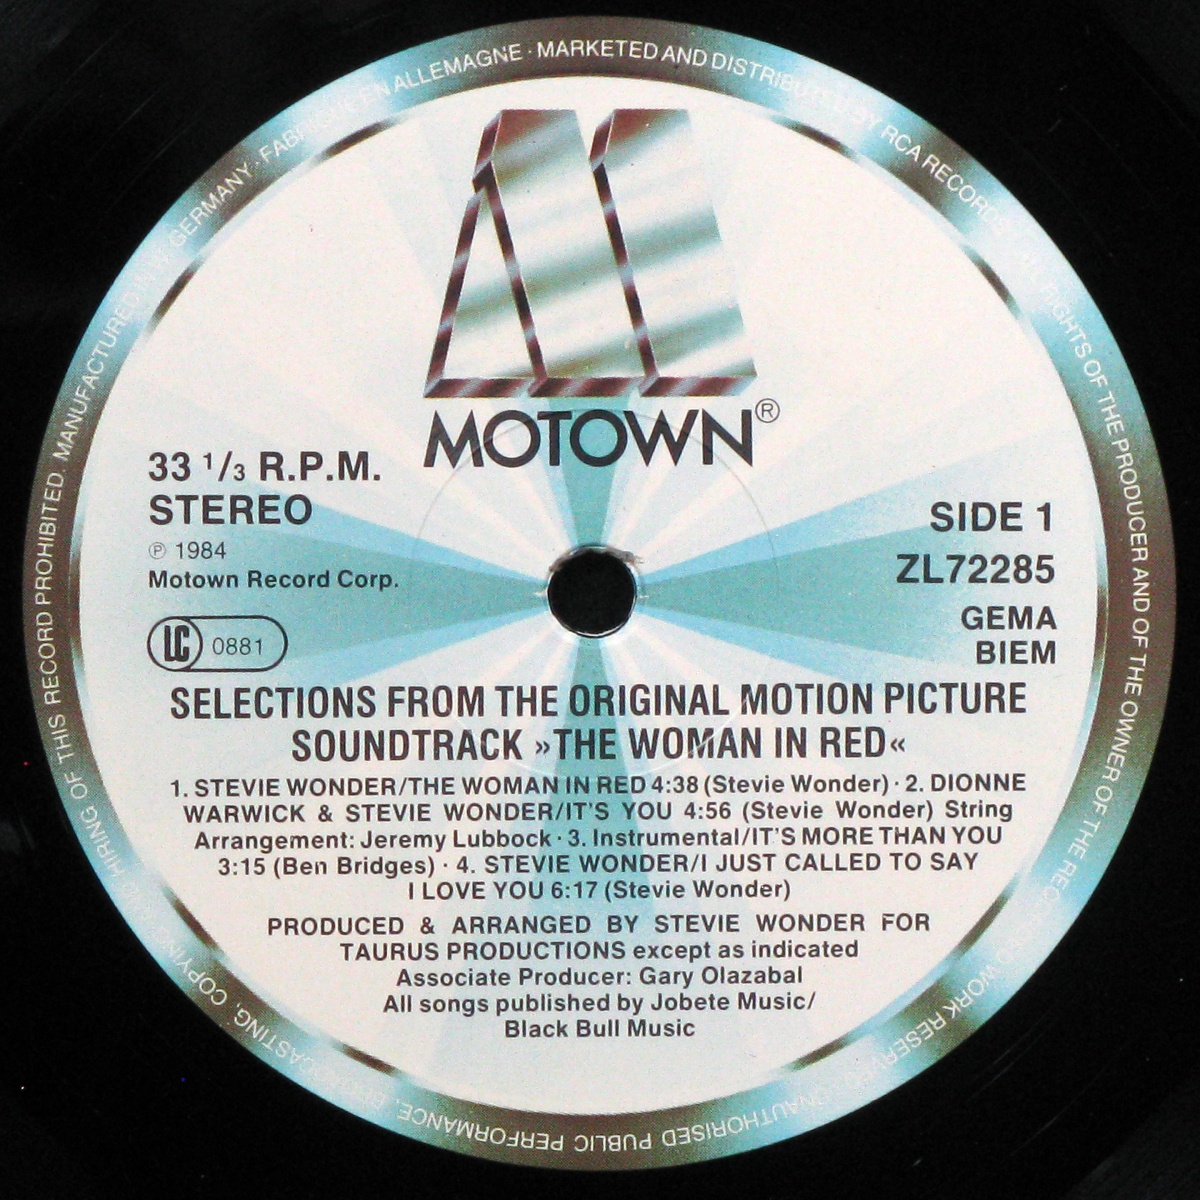 MANUFACTURED IN W. GERMANY · FABRIQUÉ EN ALLEMAGNE · MARKETED AND DISTRIBUTED BY RCA RECORDS · ALL RIGHTS OF THE PRODUCER AND OF THE OWNER OF THE RECORDED WORK RESERVED. UNAUTHORISED PUBLIC PERFORMANCE, BROADCASTING, COPYING AND HIRING OF THIS RECORD PROHIBITED.
MOTOWN®
33 1/3 R.P.M.
STEREO
℗ 1984
Motown Record Corp.
LC 0881
SIDE 1
ZL72285
GEMA
BIEM
SELECTIONS FROM THE ORIGINAL MOTION PICTURE
SOUNDTRACK »THE WOMAN IN RED«
1. STEVIE WONDER/THE WOMAN IN RED 4:38 (Stevie Wonder) · 2. DIONNE
WARWICK & STEVIE WONDER/IT'S YOU 4:56 (Stevie Wonder) String
Arrangement: Jeremy Lubbock · 3. Instrumental/IT'S MORE THAN YOU
3:15 (Ben Bridges) · 4. STEVIE WONDER/I JUST CALLED TO SAY
I LOVE YOU 6:17 (Stevie Wonder)
PRODUCED & ARRANGED BY STEVIE WONDER FOR
TAURUS PRODUCTIONS except as indicated
Associate Producer: Gary Olazabal
All songs published by Jobete Music/
Black Bull Music